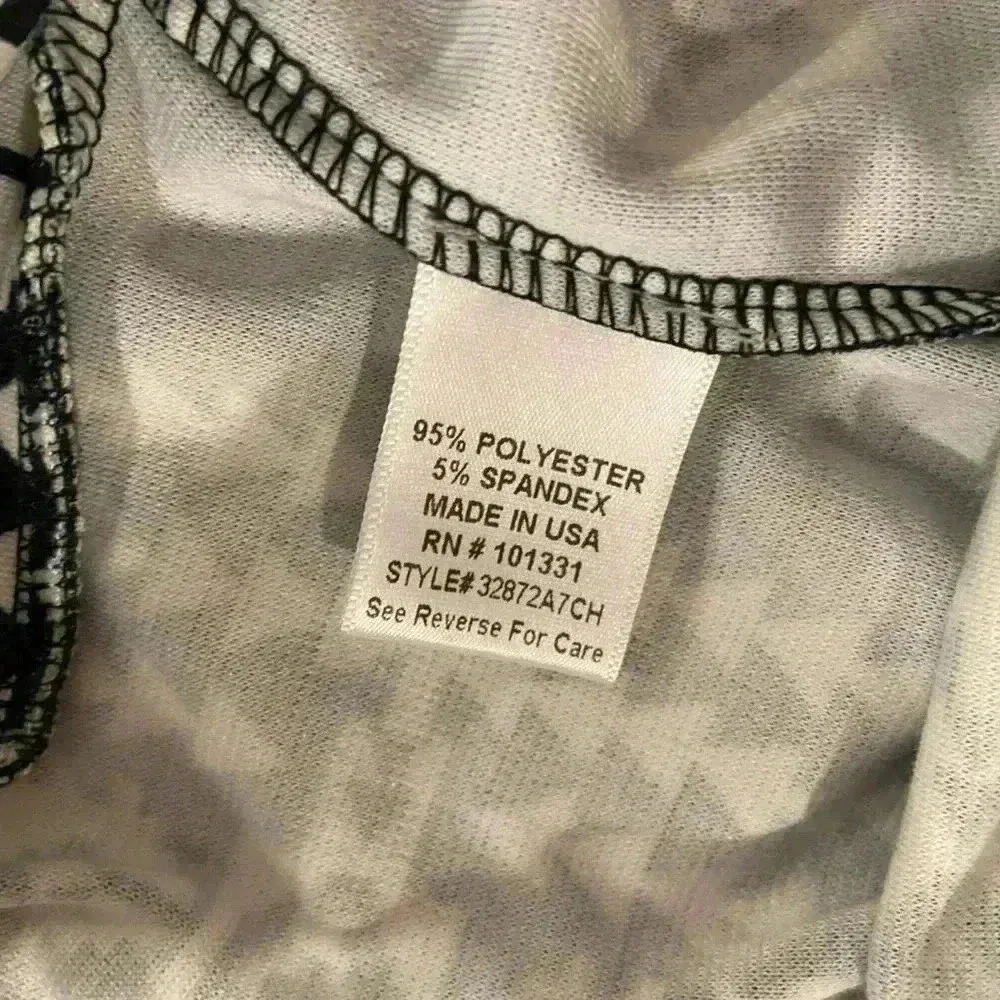 95% POLYESTER
5% SPANDEX
MADE IN USA
RN # 101331
STYLE#32872A7CH
See Reverse For Care